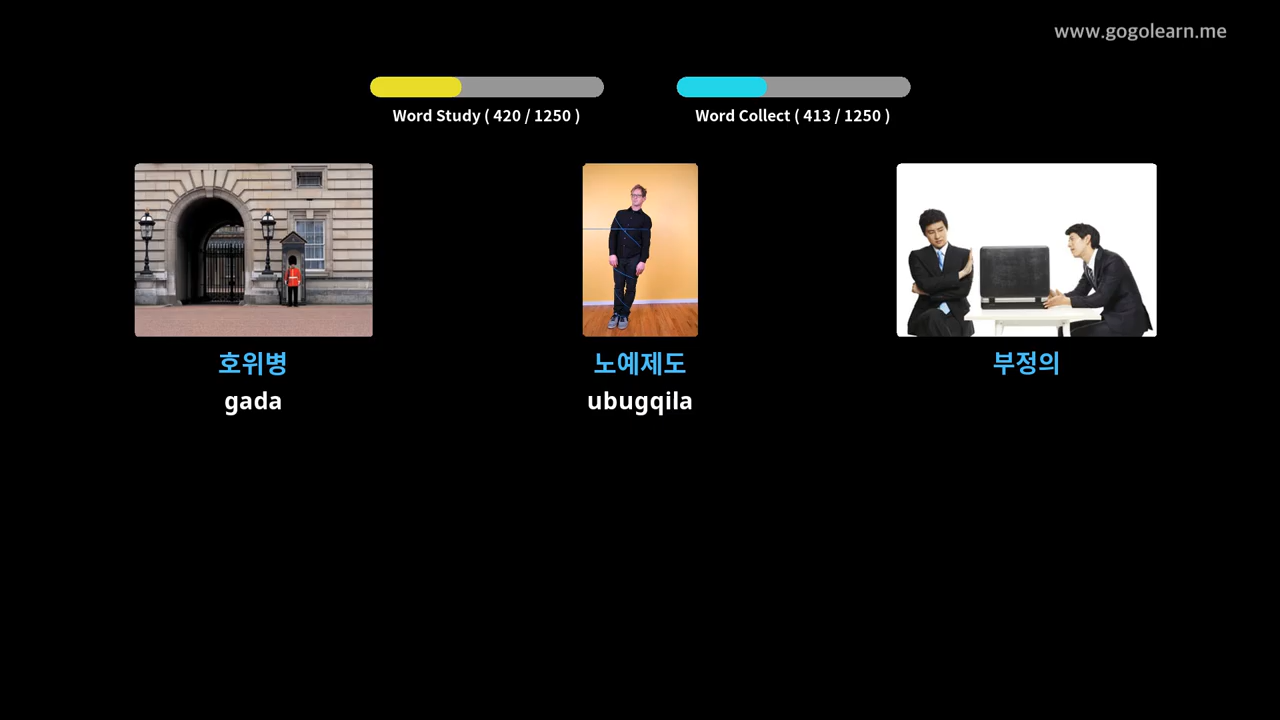 www.gogolearn.me
Word Study ( 420 / 1250 )
Word Collect ( 413 / 1250 )
호위병
gada
노예제도
ubugqila
부정의